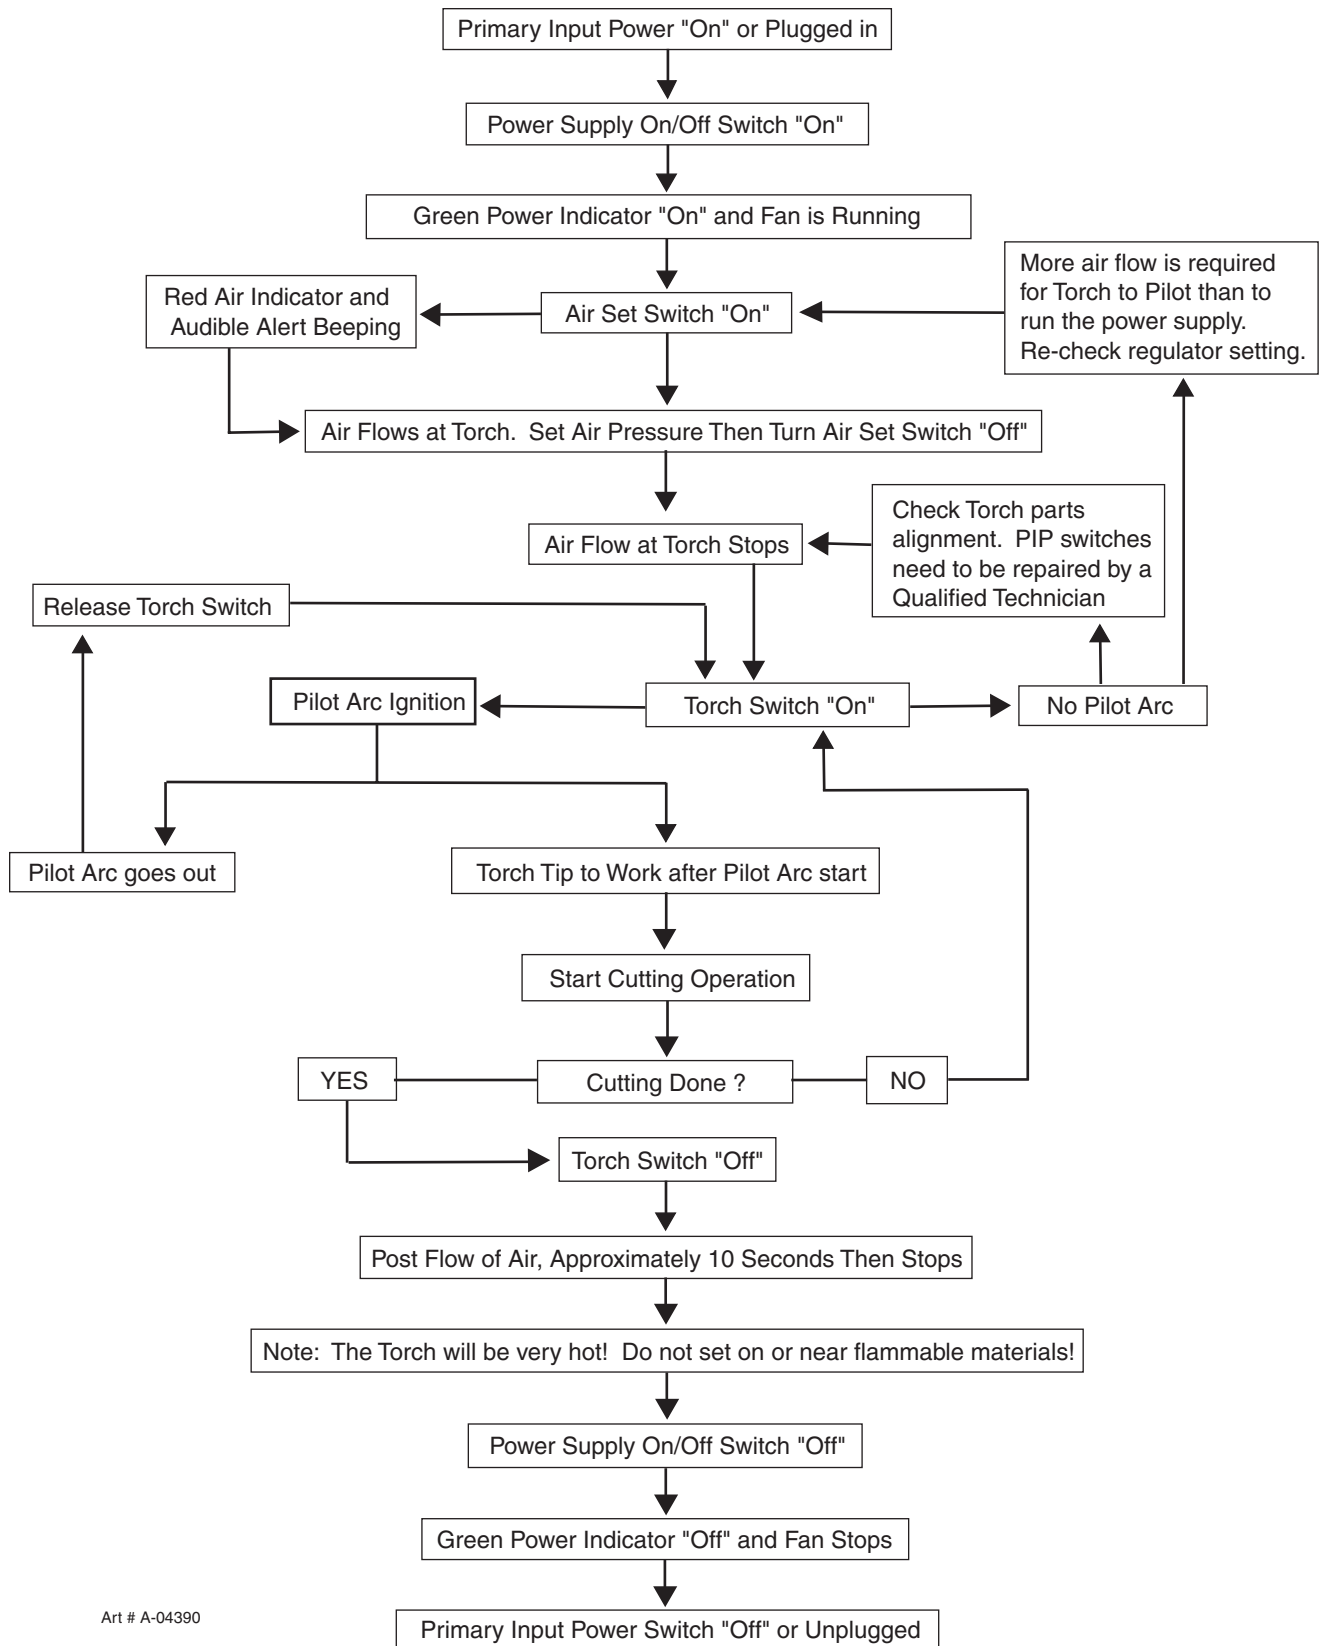 Primary Input Power "On" or Plugged in
Power Supply On/Off Switch "On"
Green Power Indicator "On" and Fan is Running
More air flow is required
for Torch to Pilot than to
run the power supply.
Re-check regulator setting.
Red Air Indicator and
Audible Alert Beeping
Air Set Switch "On"
Air Flows at Torch. Set Air Pressure Then Turn Air Set Switch "Off"
Check Torch parts
alignment. PIP switches
need to be repaired by a
Qualified Technician
Air Flow at Torch Stops
Release Torch Switch
Pilot Arc Ignition
Torch Switch "On"
No Pilot Arc
Pilot Arc goes out
Torch Tip to Work after Pilot Arc start
Start Cutting Operation
YES
Cutting Done ?
NO
Torch Switch "Off"
Post Flow of Air, Approximately 10 Seconds Then Stops
Note: The Torch will be very hot! Do not set on or near flammable materials!
Power Supply On/Off Switch "Off"
Green Power Indicator "Off" and Fan Stops
Art # A-04390
Primary Input Power Switch "Off" or Unplugged